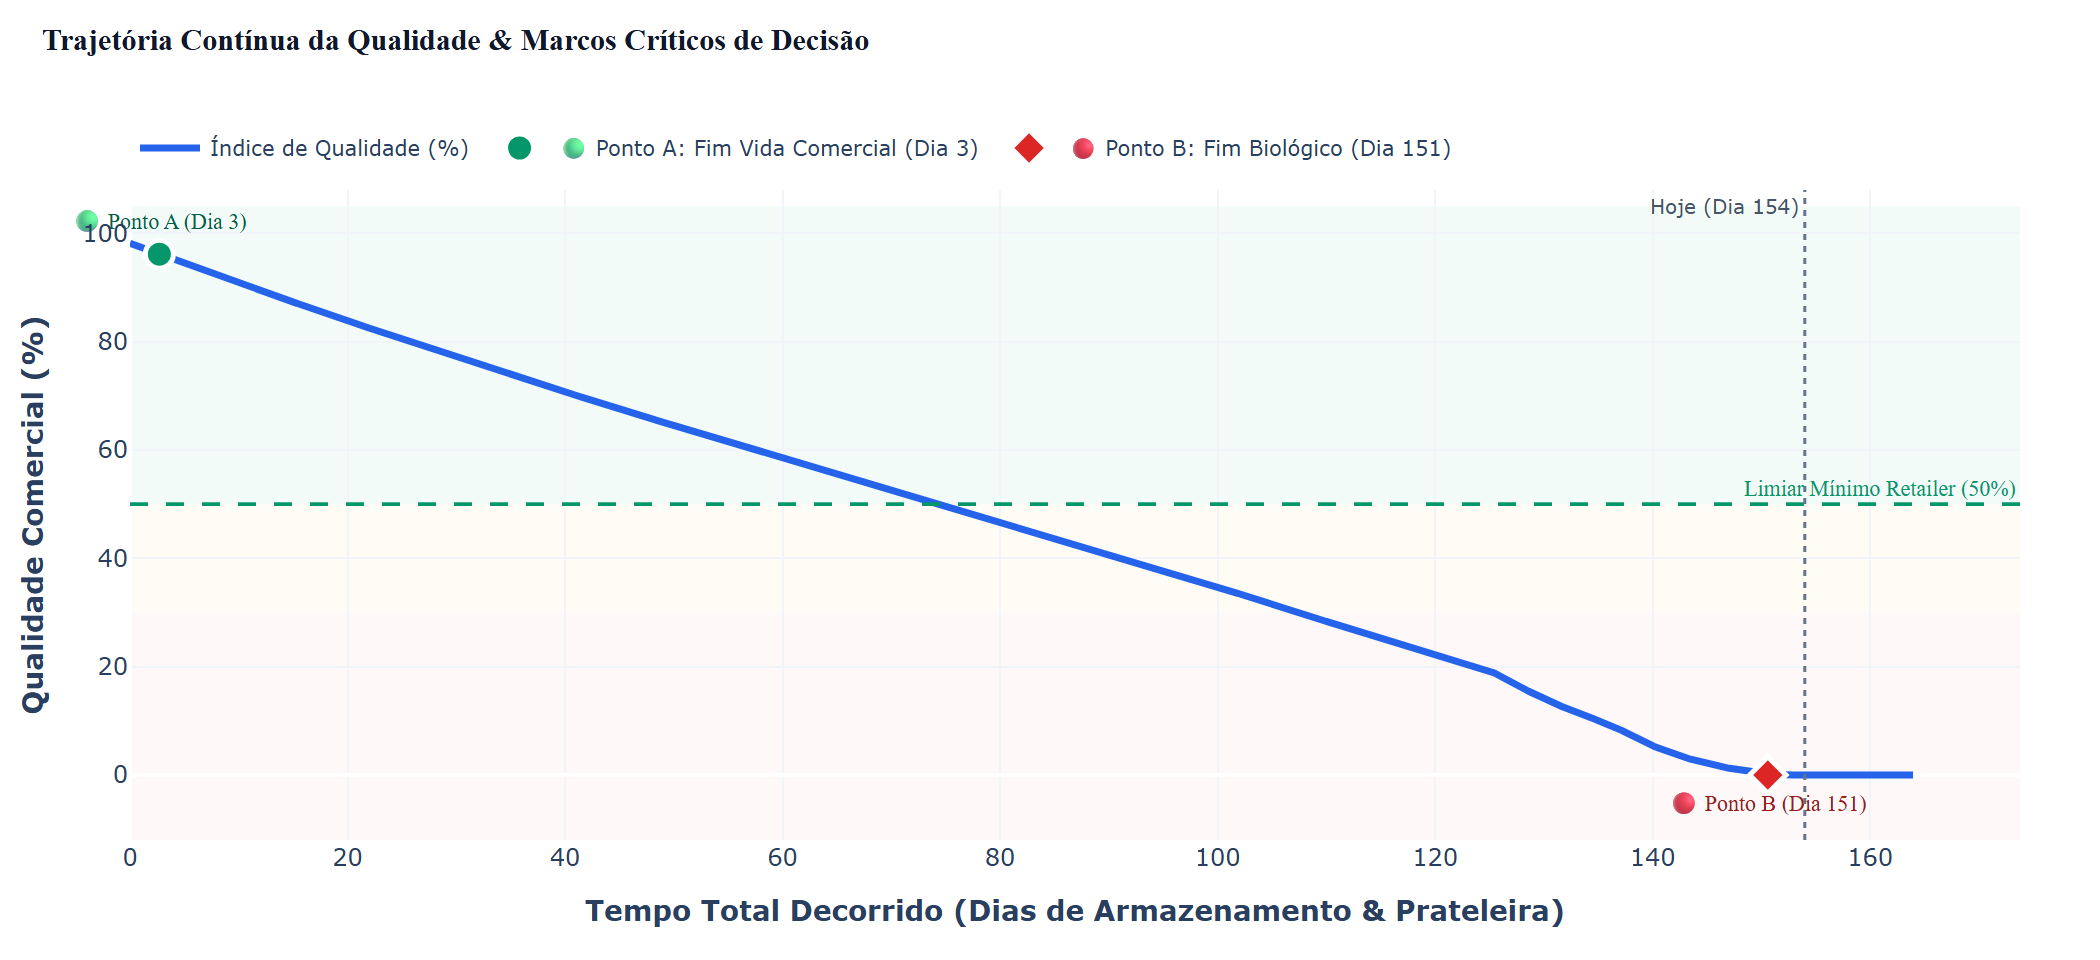 Trajetória Contínua da Qualidade & Marcos Críticos de Decisão
Índice de Qualidade (%)
Ponto A: Fim Vida Comercial (Dia 3)
Ponto B: Fim Biológico (Dia 151)
Ponto A (Dia 3)
Hoje (Dia 154)
Limiar Mínimo Retailer (50%)
Ponto B (Dia 151)
Qualidade Comercial (%)
100
80
60
40
20
0
0 20 40 60 80 100 120 140 160
Tempo Total Decorrido (Dias de Armazenamento & Prateleira)